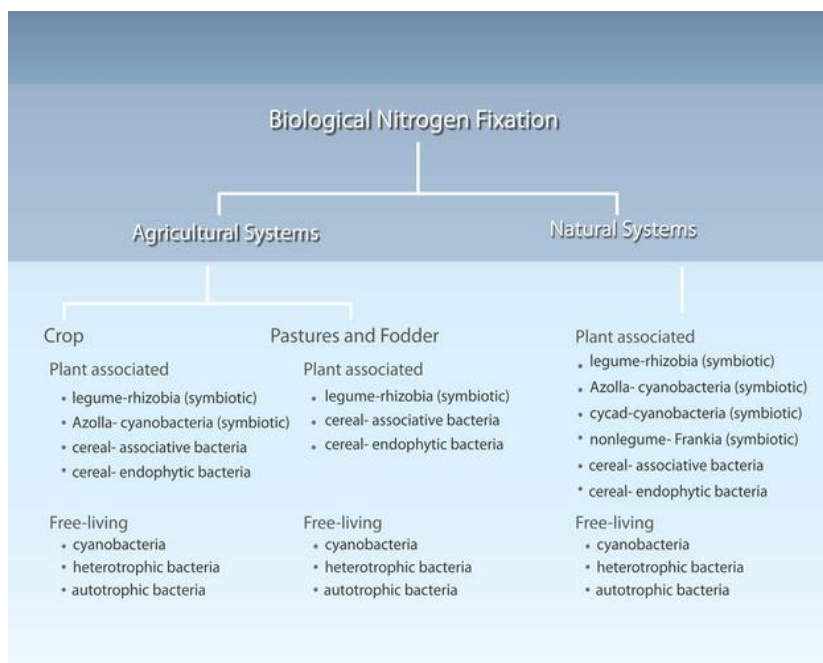 Biological Nitrogen Fixation
Agricultural Systems
Natural Systems
Crop
Plant associated
• legume-rhizobia (symbiotic)
• Azolla- cyanobacteria (symbiotic)
• cereal- associative bacteria
• cereal- endophytic bacteria
Free-living
• cyanobacteria
• heterotrophic bacteria
• autotrophic bacteria
Pastures and Fodder
Plant associated
• legume-rhizobia (symbiotic)
• cereal- associative bacteria
• cereal- endophytic bacteria
Free-living
• cyanobacteria
• heterotrophic bacteria
• autotrophic bacteria
Plant associated
• legume-rhizobia (symbiotic)
• Azolla- cyanobacteria (symbiotic)
• cycad-cyanobacteria (symbiotic)
• nonlegume- Frankia (symbiotic)
• cereal- associative bacteria
• cereal- endophytic bacteria
Free-living
• cyanobacteria
• heterotrophic bacteria
• autotrophic bacteria